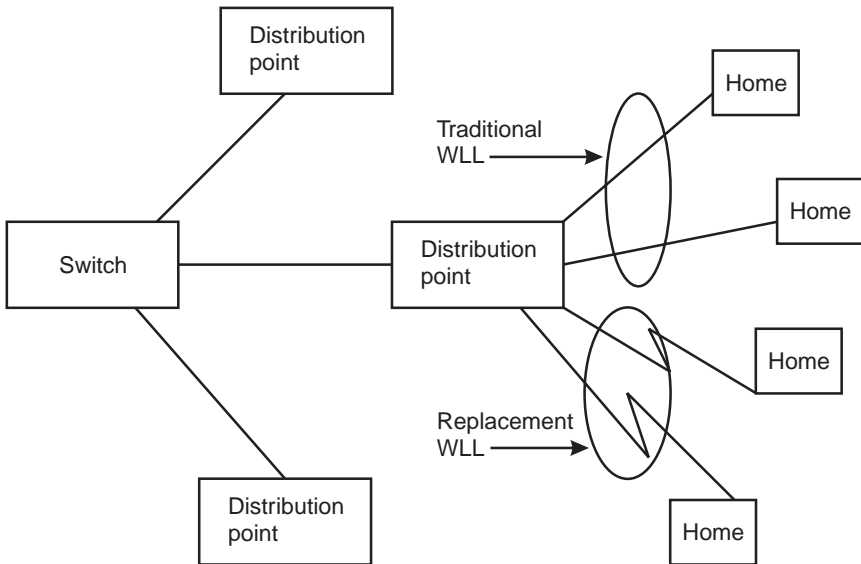 Distribution
point
Home
Traditional
WLL
Home
Switch
Distribution
point
Home
Replacement
WLL
Distribution
point
Home